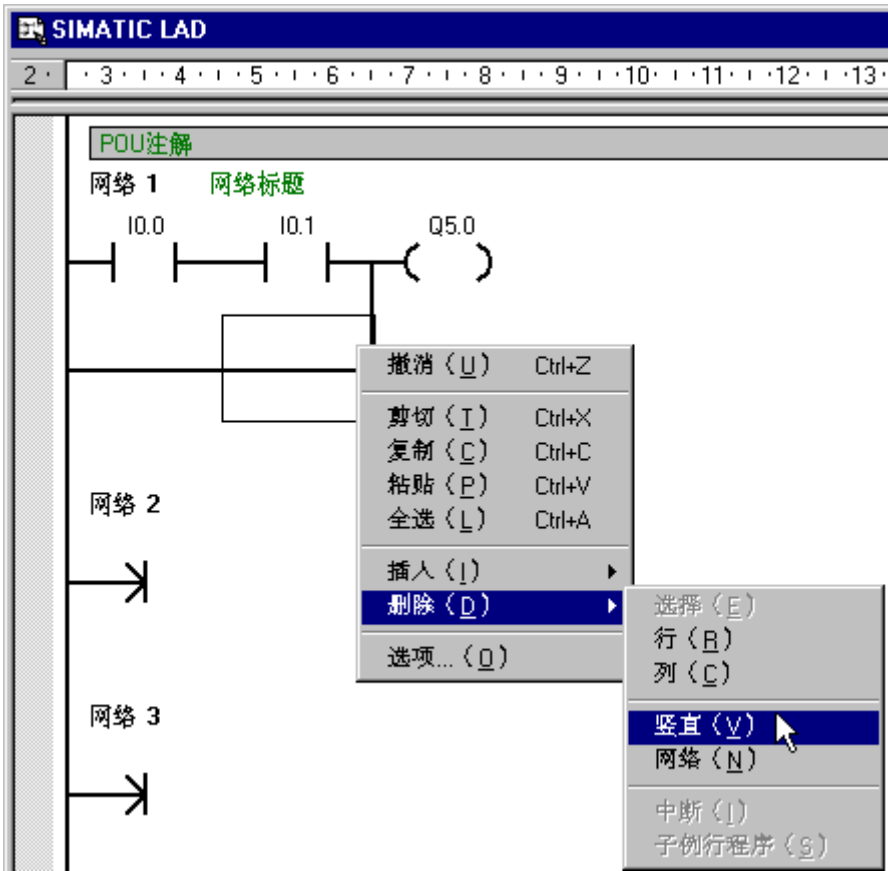 SIMATIC LAD
2 · · 3 · ı · 4 · ı · 5 · ı · 6 · ı · 7 · ı · 8 · ı · 9 · ı · 10 · ı · 11 · ı · 12 · ı · 13 ·
POU注解
网络 1 网络标题
I0.0 I0.1 Q5.0
撤消(U) Ctrl+Z
剪切(T) Ctrl+X
复制(C) Ctrl+C
粘贴(P) Ctrl+V
全选(L) Ctrl+A
插入(I)
删除(D)
选项...(O)
选择(E)
行(R)
列(C)
竖直(V)
网络(N)
中断(I)
子例行程序(S)
网络 2
网络 3